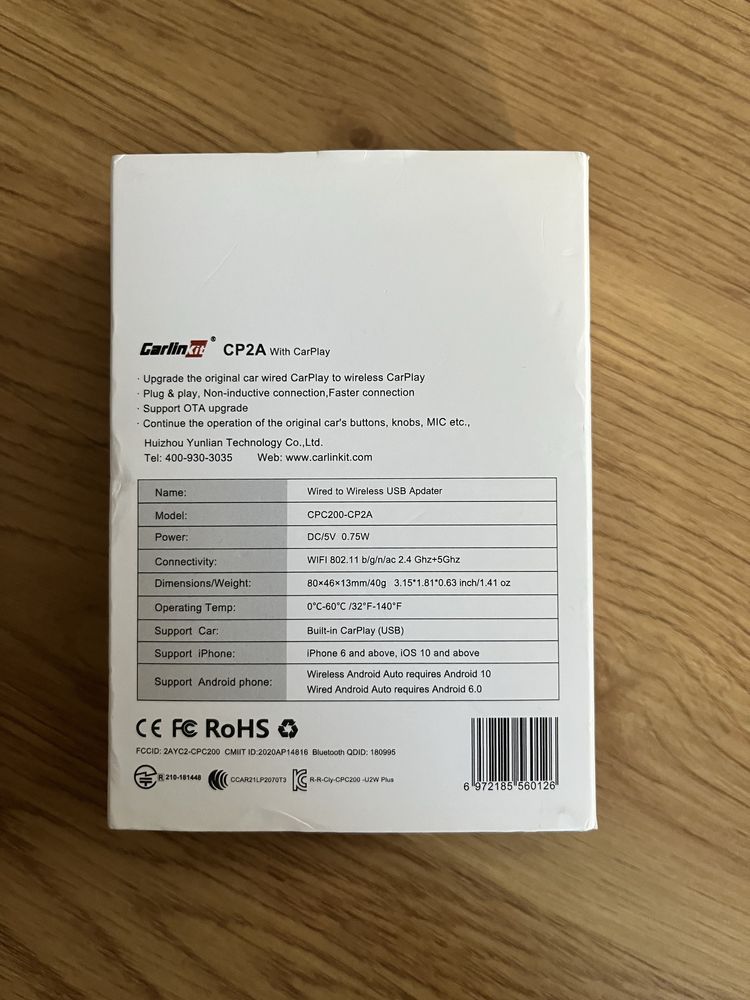 CarlinKit® CP2A With CarPlay
· Upgrade the original car wired CarPlay to wireless CarPlay
· Plug & play, Non-inductive connection,Faster connection
· Support OTA upgrade
· Continue the operation of the original car's buttons, knobs, MIC etc.,
Huizhou Yunlian Technology Co.,Ltd.
Tel: 400-930-3035 Web: www.carlinkit.com
Name: Wired to Wireless USB Apdater
Model: CPC200-CP2A
Power: DC/5V 0.75W
Connectivity: WIFI 802.11 b/g/n/ac 2.4 Ghz+5Ghz
Dimensions/Weight: 80×46×13mm/40g 3.15*1.81*0.63 inch/1.41 oz
Operating Temp: 0℃-60℃ /32°F-140°F
Support Car: Built-in CarPlay (USB)
Support iPhone: iPhone 6 and above, iOS 10 and above
Support Android phone: Wireless Android Auto requires Android 10
Wired Android Auto requires Android 6.0
CE FC RoHS
FCCID: 2AYC2-CPC200 CMIIT ID:2020AP14816 Bluetooth QDID: 180995
R 210-181448 CCAR21LP2070T3 R-R-Cly-CPC200 -U2W Plus
6 972185 560126